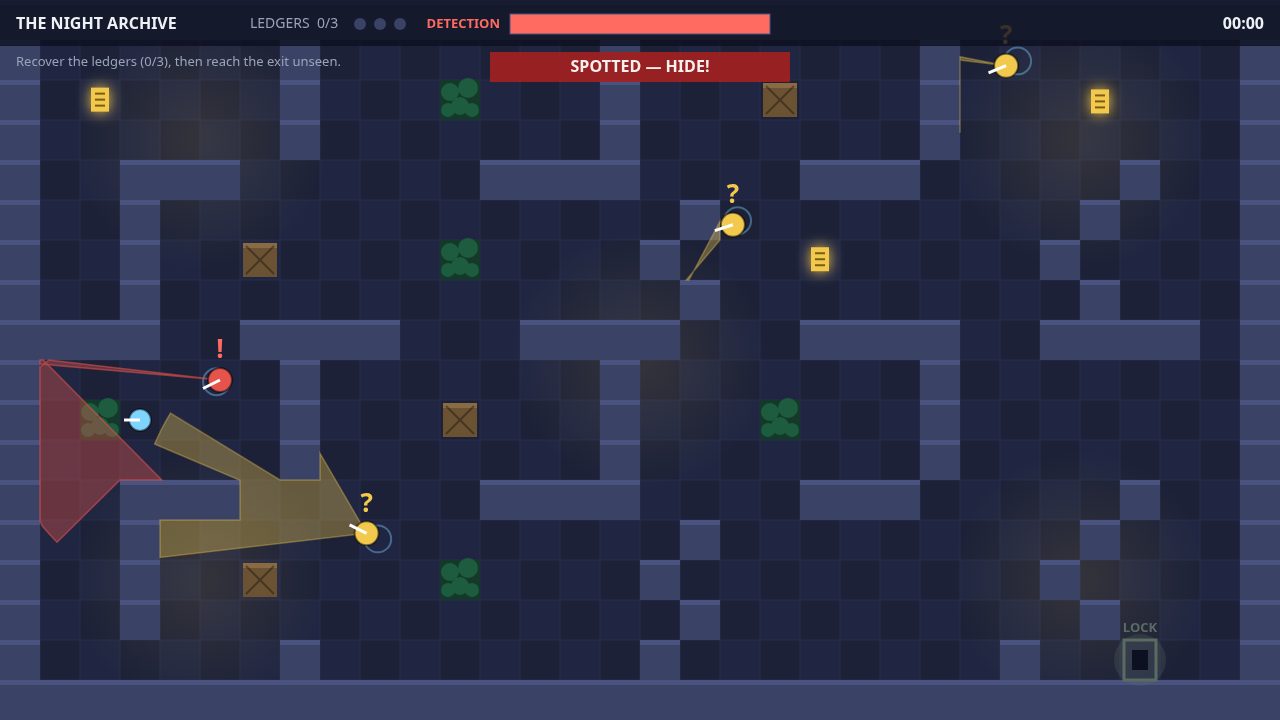 THE NIGHT ARCHIVE
LEDGERS 0/3
DETECTION
00:00
Recover the ledgers (0/3), then reach the exit unseen.
SPOTTED — HIDE!
?
?
!
?
LOCK